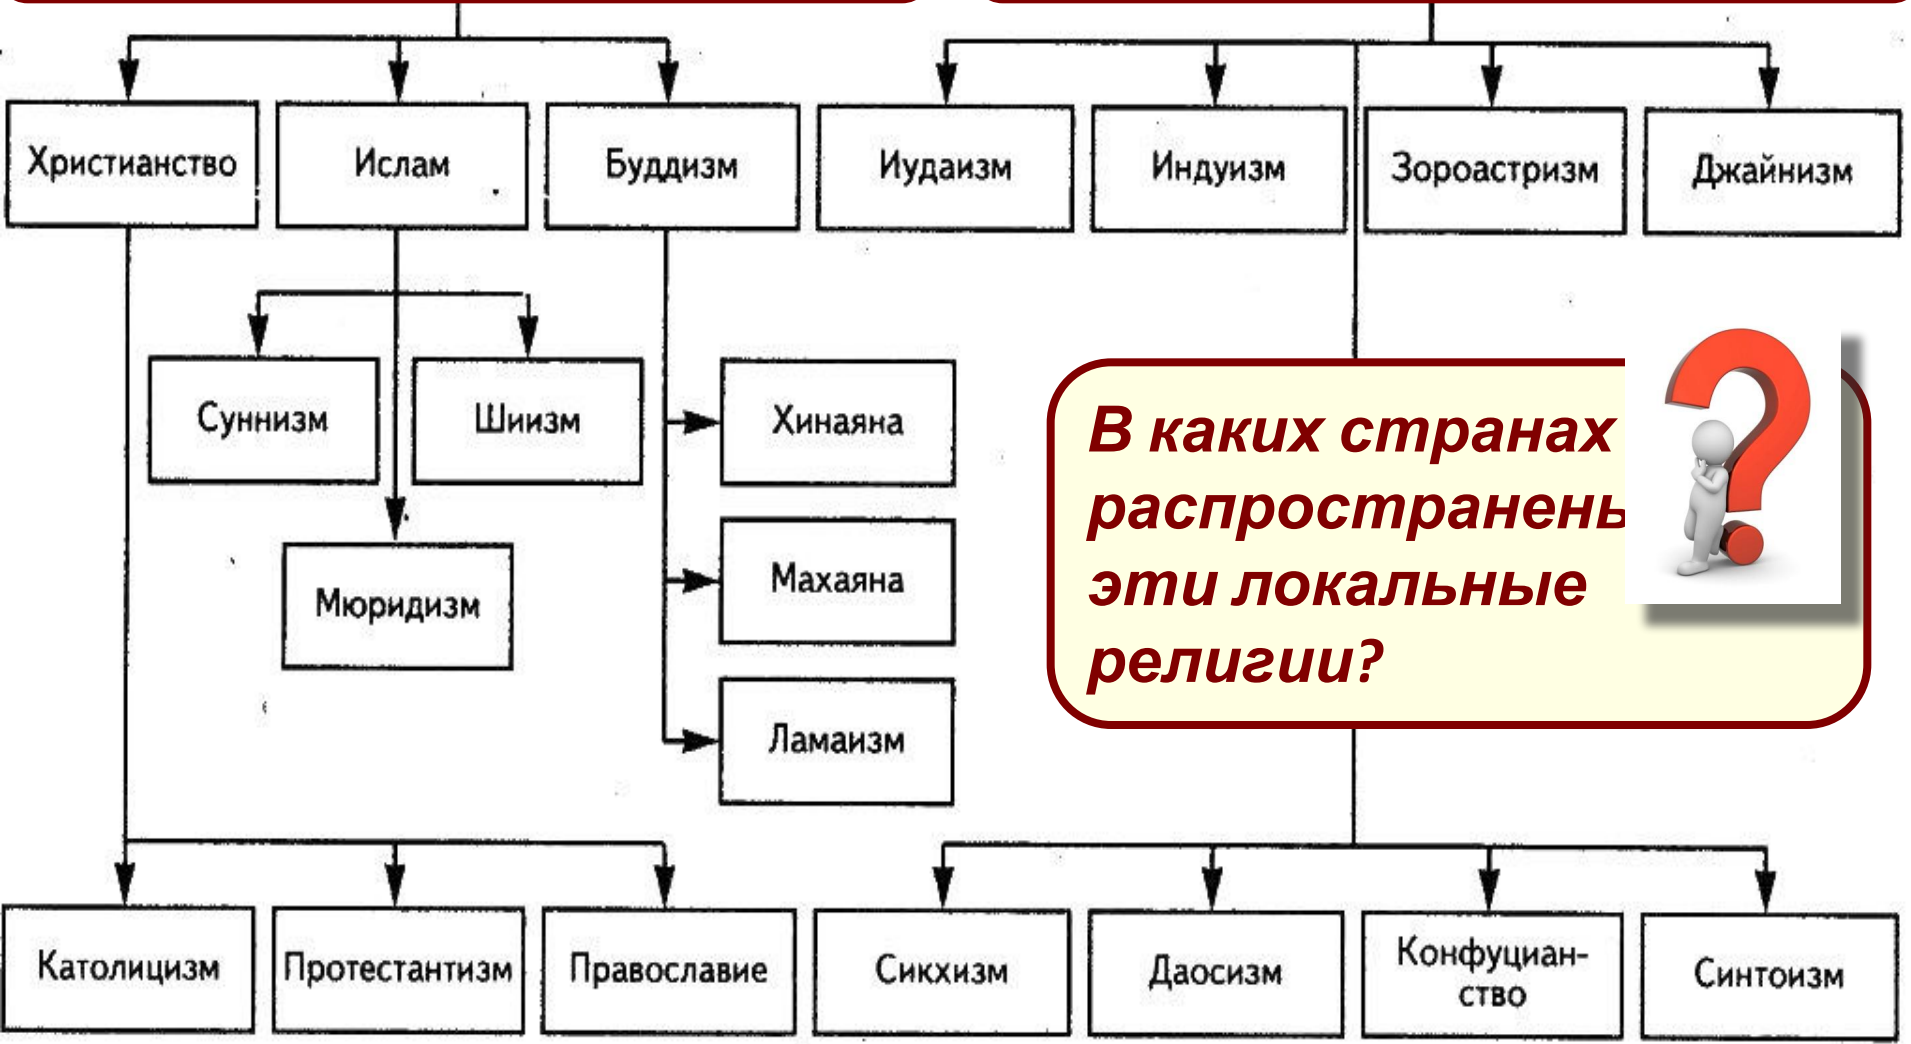 Христианство
Ислам
Буддизм
Иудаизм
Индуизм
Зороастризм
Джайнизм
Суннизм
Шиизм
Мюридизм
Хинаяна
Махаяна
Ламаизм
В каких странах
распространены
эти локальные
религии?
Католицизм
Протестантизм
Православие
Сикхизм
Даосизм
Конфуциан-
ство
Синтоизм